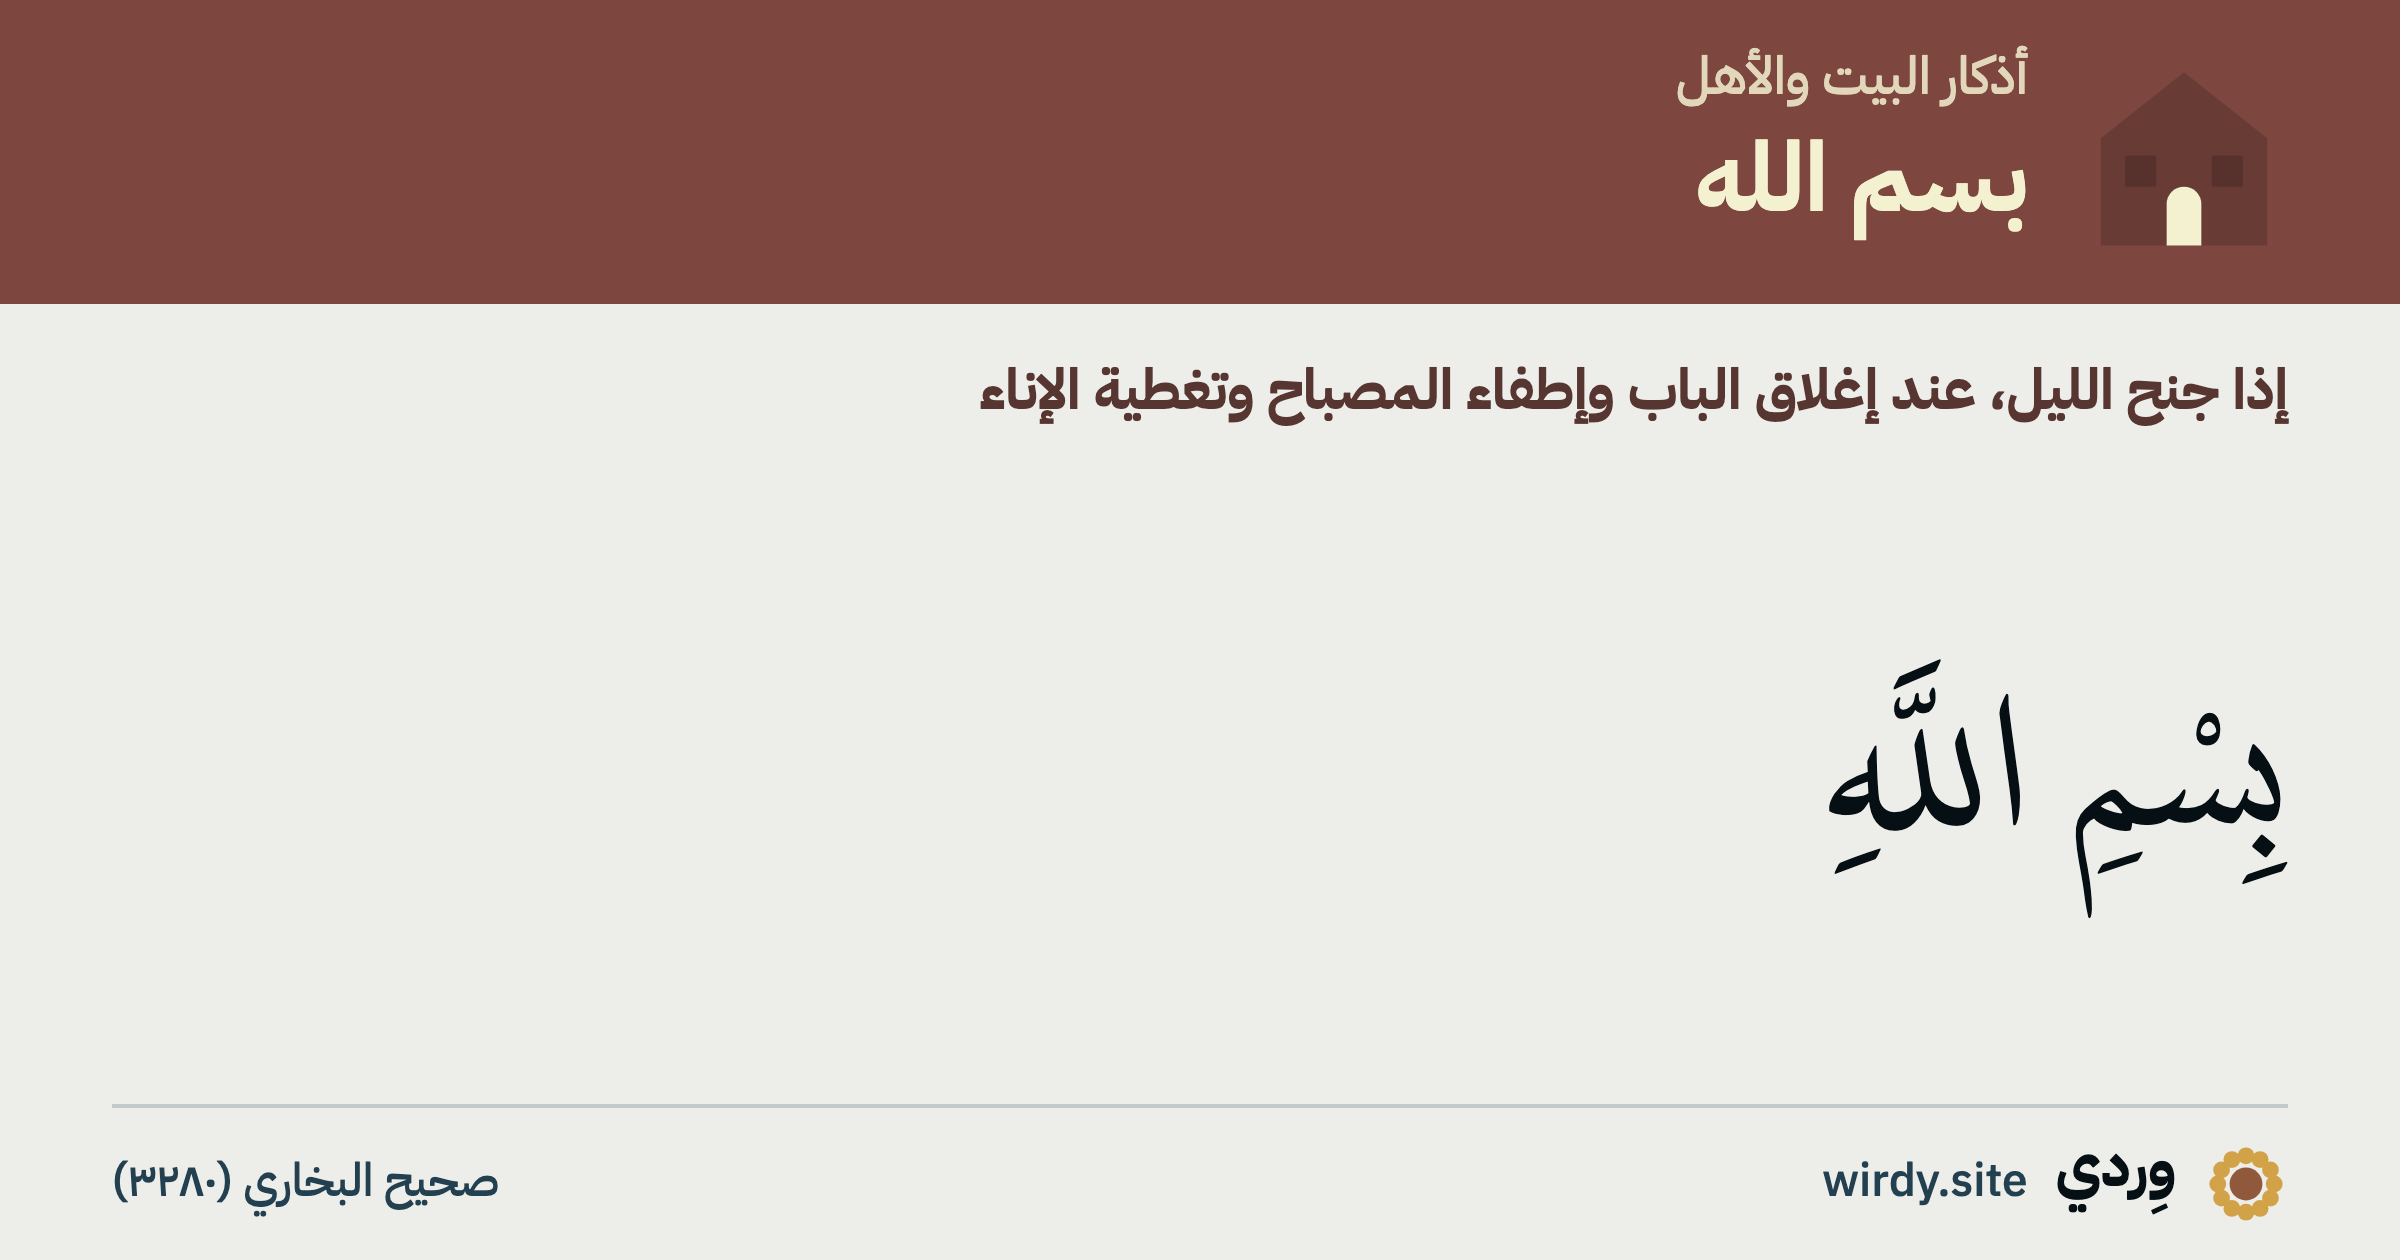 أذكار البيت والأهل
بسم الله
إذا جنح الليل، عند إغلاق الباب وإطفاء المصباح وتغطية الإناء
بِسْمِ اللَّهِ
وِردي wirdy.site
صحيح البخاري (٣٢٨٠)